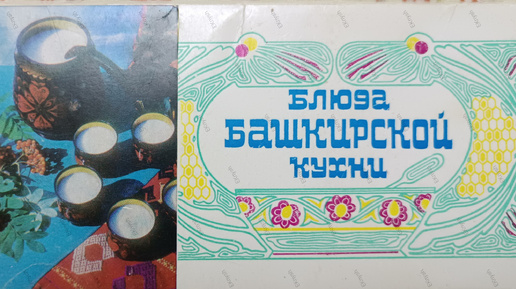 Блюда
Башкирской
кухни